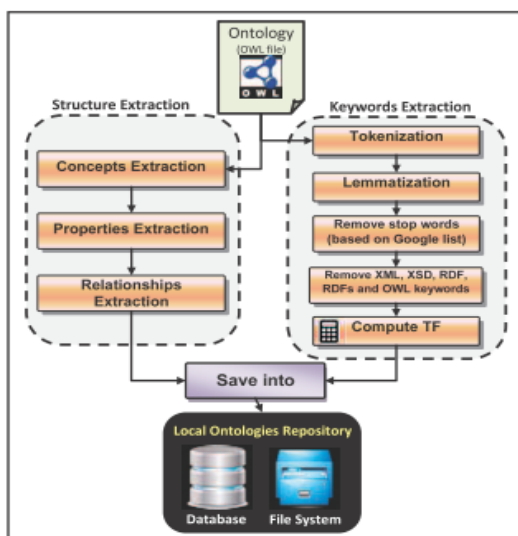 Ontology
(OWL file)
OWL
Structure Extraction
Keywords Extraction
Concepts Extraction
Properties Extraction
Relationships
Extraction
Tokenization
Lemmatization
Remove stop words
(based on Google list)
Remove XML, XSD, RDF,
RDFs and OWL keywords
Compute TF
Save into
Local Ontologies Repository
Database
File System